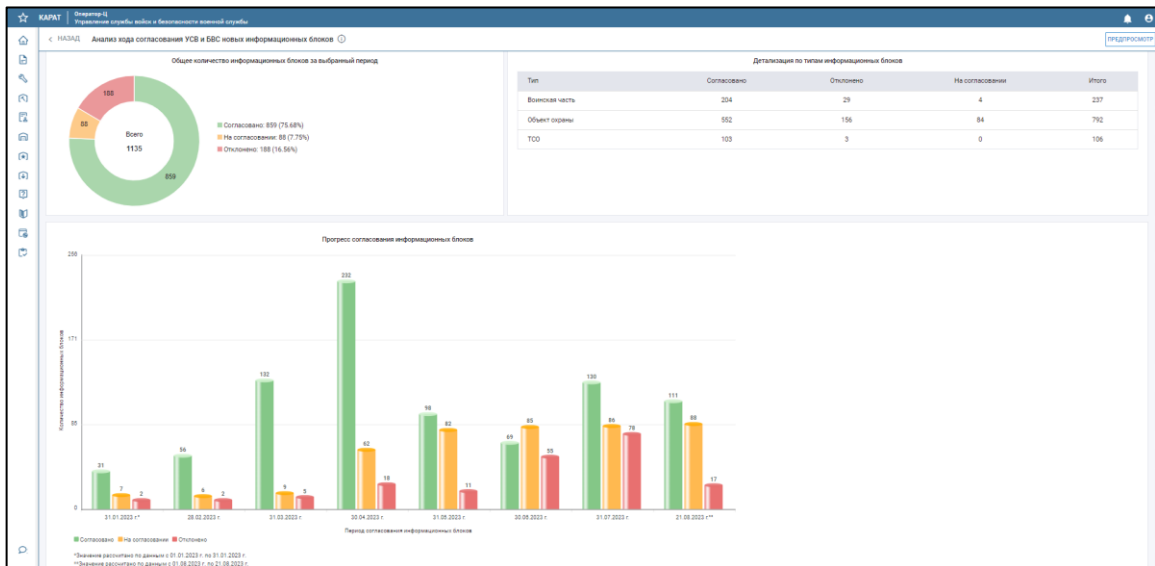 КАРАТ
Оператор-Ц
Управление службы войск и безопасности военной службы
НАЗАД Анализ хода согласования УСВ и БВС новых информационных блоков
ПРЕДПРОСМОТР
Общее количество информационных блоков за выбранный период
188
88
859
Всего
1135
Согласовано: 859 (75.68%)
На согласовании: 88 (7.75%)
Отклонено: 188 (16.56%)
Детализация по типам информационных блоков
Тип Согласовано Отклонено На согласовании Итого
Воинская часть 204 29 4 237
Объект охраны 552 156 84 792
ТСО 103 3 0 106
Прогресс согласования информационных блоков
Количество информационных блоков
171
0
31 7 2
56 6 2
132 9 5
232 62 18
98 82 11
69 85 55
130 86 78
111 88 17
31.01.2023 г.* 28.02.2023 г. 31.03.2023 г. 30.04.2023 г. 31.05.2023 г. 30.06.2023 г. 31.07.2023 г. 21.08.2023 г.**
Период согласования информационных блоков
Согласовано На согласовании Отклонено
*Значение рассчитано по данным с 01.01.2023 г. по 31.01.2023 г.
**Значение рассчитано по данным с 01.08.2023 г. по 21.08.2023 г.